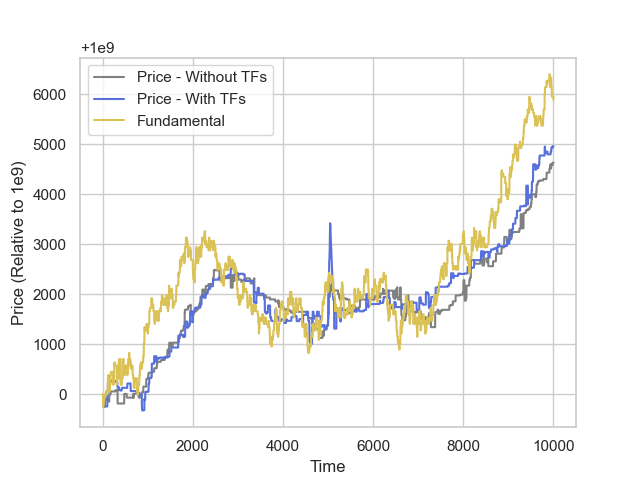 +1e9
Price - Without TFs
Price - With TFs
Fundamental
6000
5000
4000
3000
2000
1000
0
Price (Relative to 1e9)
0 2000 4000 6000 8000 10000
Time